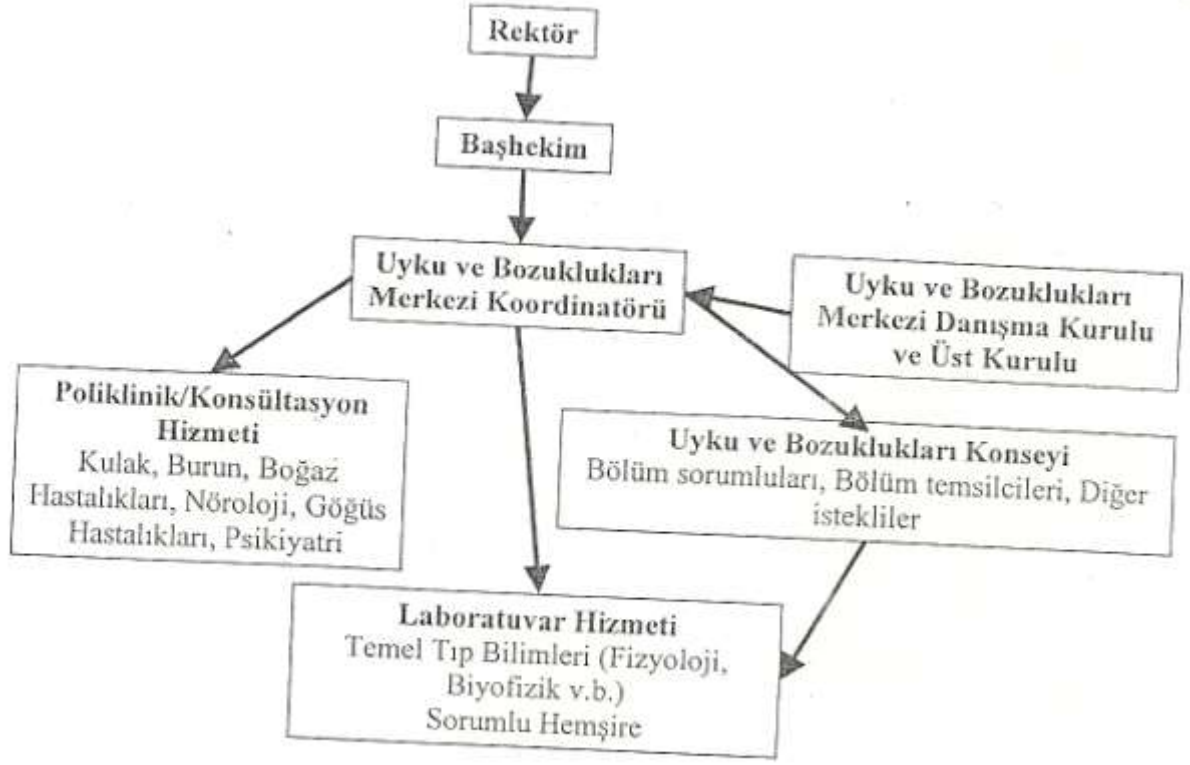 Rektör
Başhekim
Uyku ve Bozuklukları
Merkezi Koordinatörü
Uyku ve Bozuklukları
Merkezi Danışma Kurulu
ve Üst Kurulu
Poliklinik/Konsültasyon
Hizmeti
Kulak, Burun, Boğaz
Hastalıkları, Nöroloji, Göğüs
Hastalıkları, Psikiyatri
Uyku ve Bozuklukları Konseyi
Bölüm sorumluları, Bölüm temsilcileri, Diğer
istekliler
Laboratuvar Hizmeti
Temel Tıp Bilimleri (Fizyoloji,
Biyofizik v.b.)
Sorumlu Hemşire